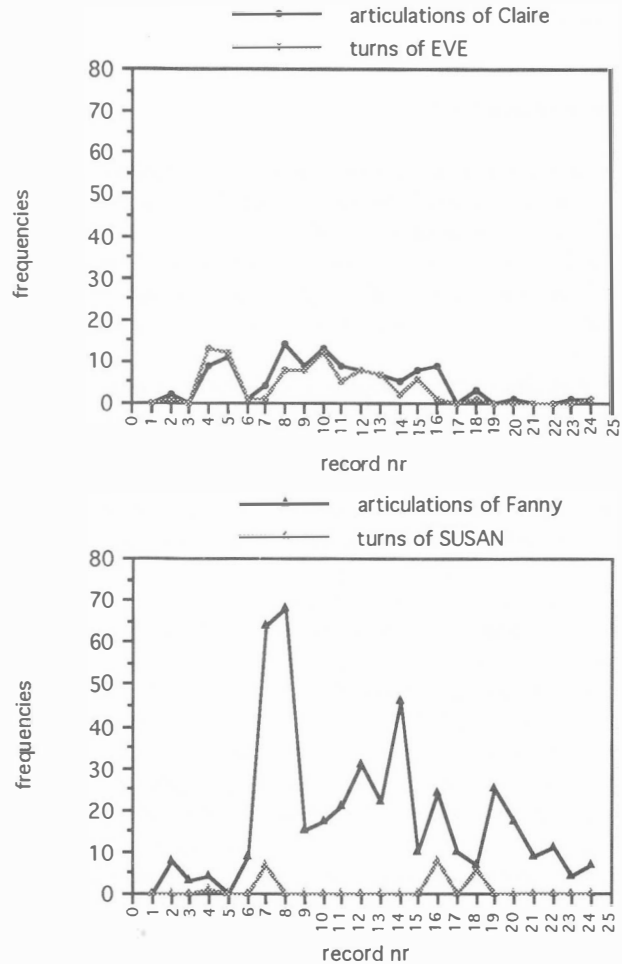 articulations of Claire
turns of EVE
80
70
60
50
40
30
20
10
0
frequencies
0 1 2 3 4 5 6 7 8 9 10 11 12 13 14 15 16 17 18 19 20 21 22 23 24 25
record nr
articulations of Fanny
turns of SUSAN
80
70
60
50
40
30
20
10
0
frequencies
0 1 2 3 4 5 6 7 8 9 10 11 12 13 14 15 16 17 18 19 20 21 22 23 24 25
record nr